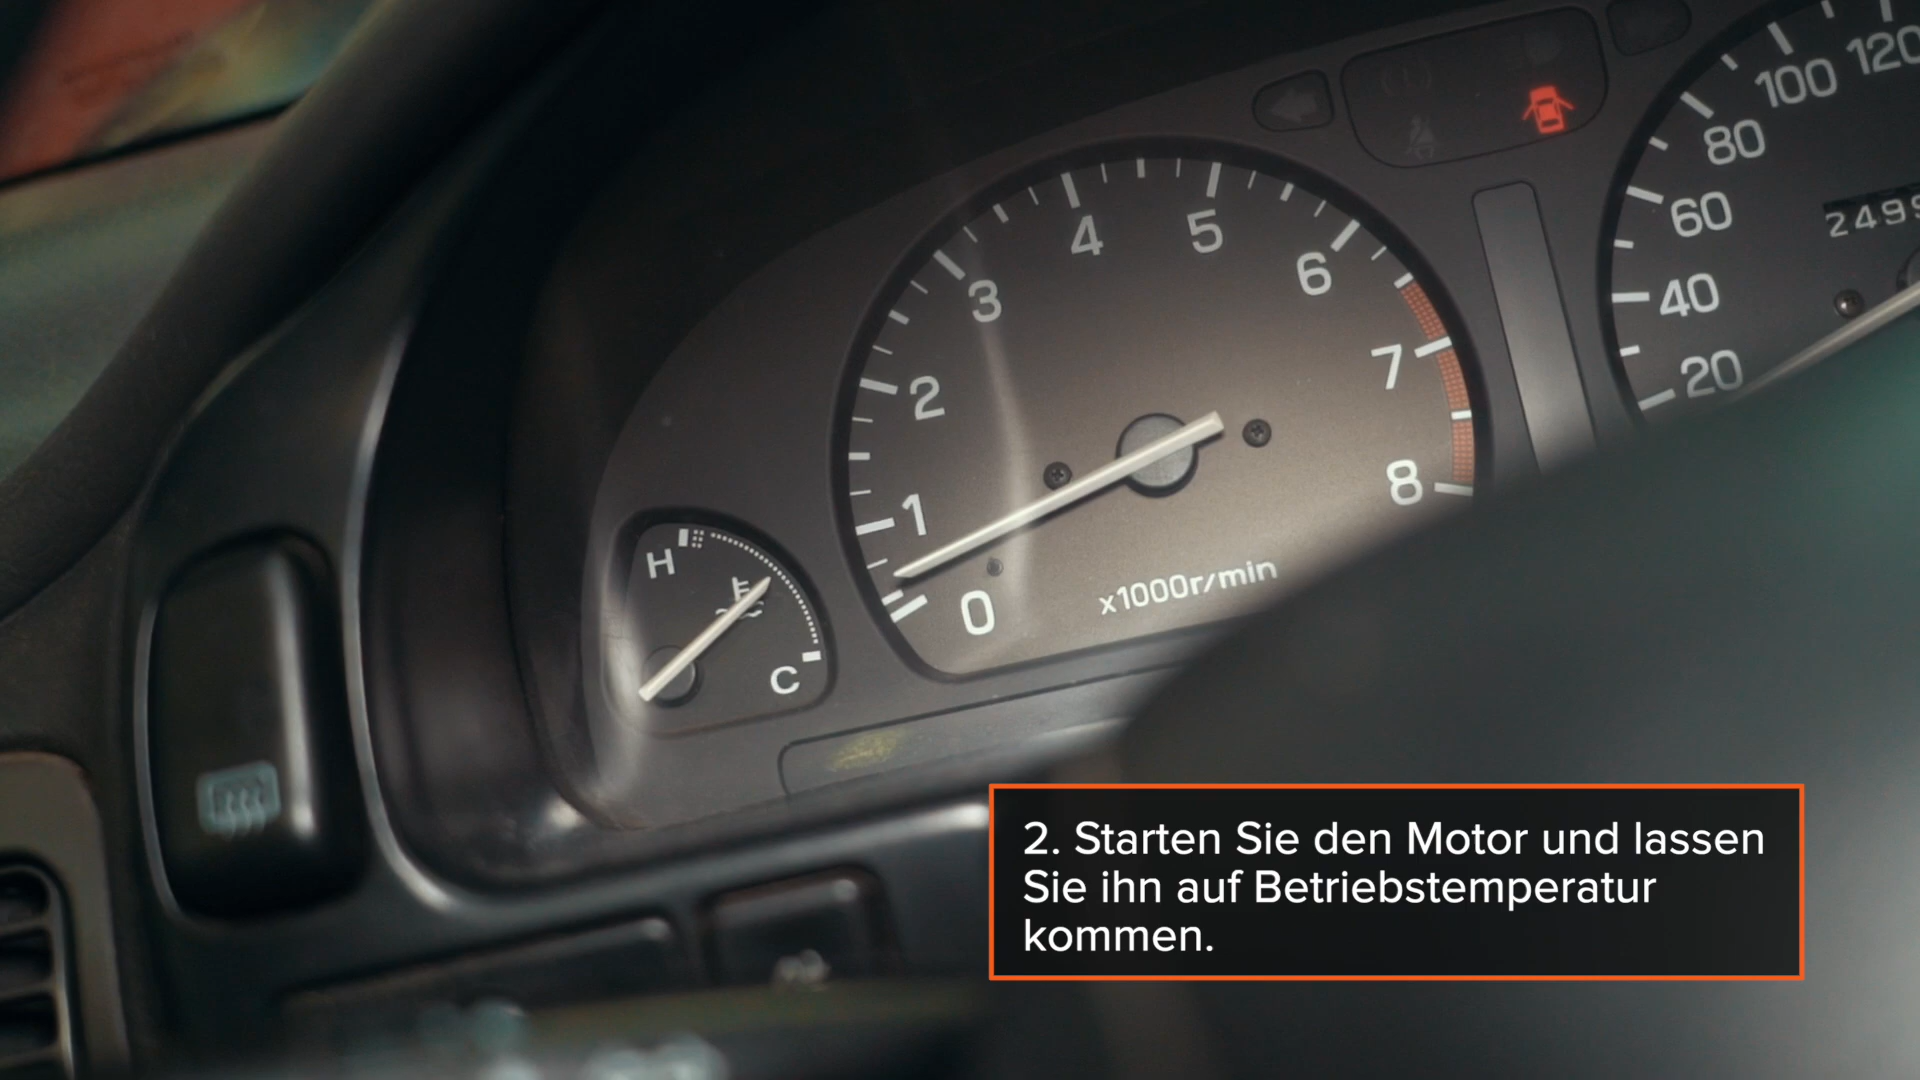 100 120
80
60
2499
40
20
4 5
3 6
2 7
1 8
0 x1000r/min
H
C
2. Starten Sie den Motor und lassen
Sie ihn auf Betriebstemperatur
kommen.